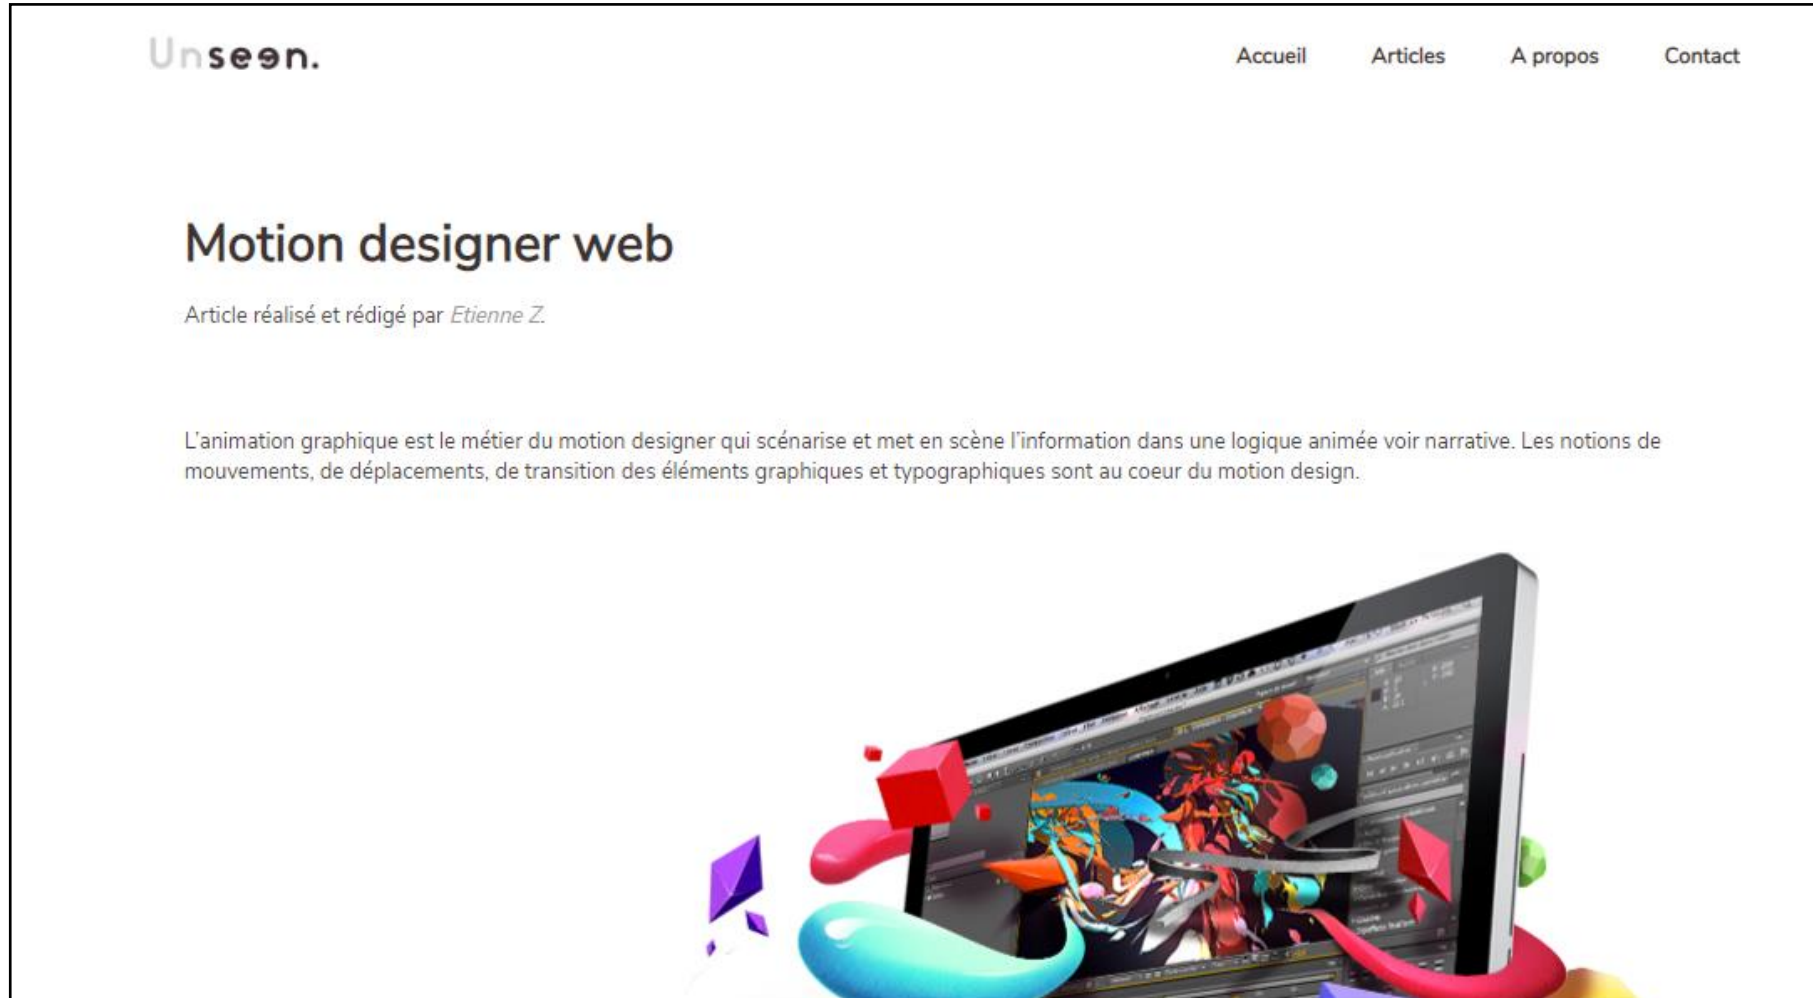 Unseen.
Accueil Articles A propos Contact
Motion designer web
Article réalisé et rédigé par Etienne Z.
L'animation graphique est le métier du motion designer qui scénarise et met en scène l'information dans une logique animée voir narrative. Les notions de
mouvements, de déplacements, de transition des éléments graphiques et typographiques sont au coeur du motion design.